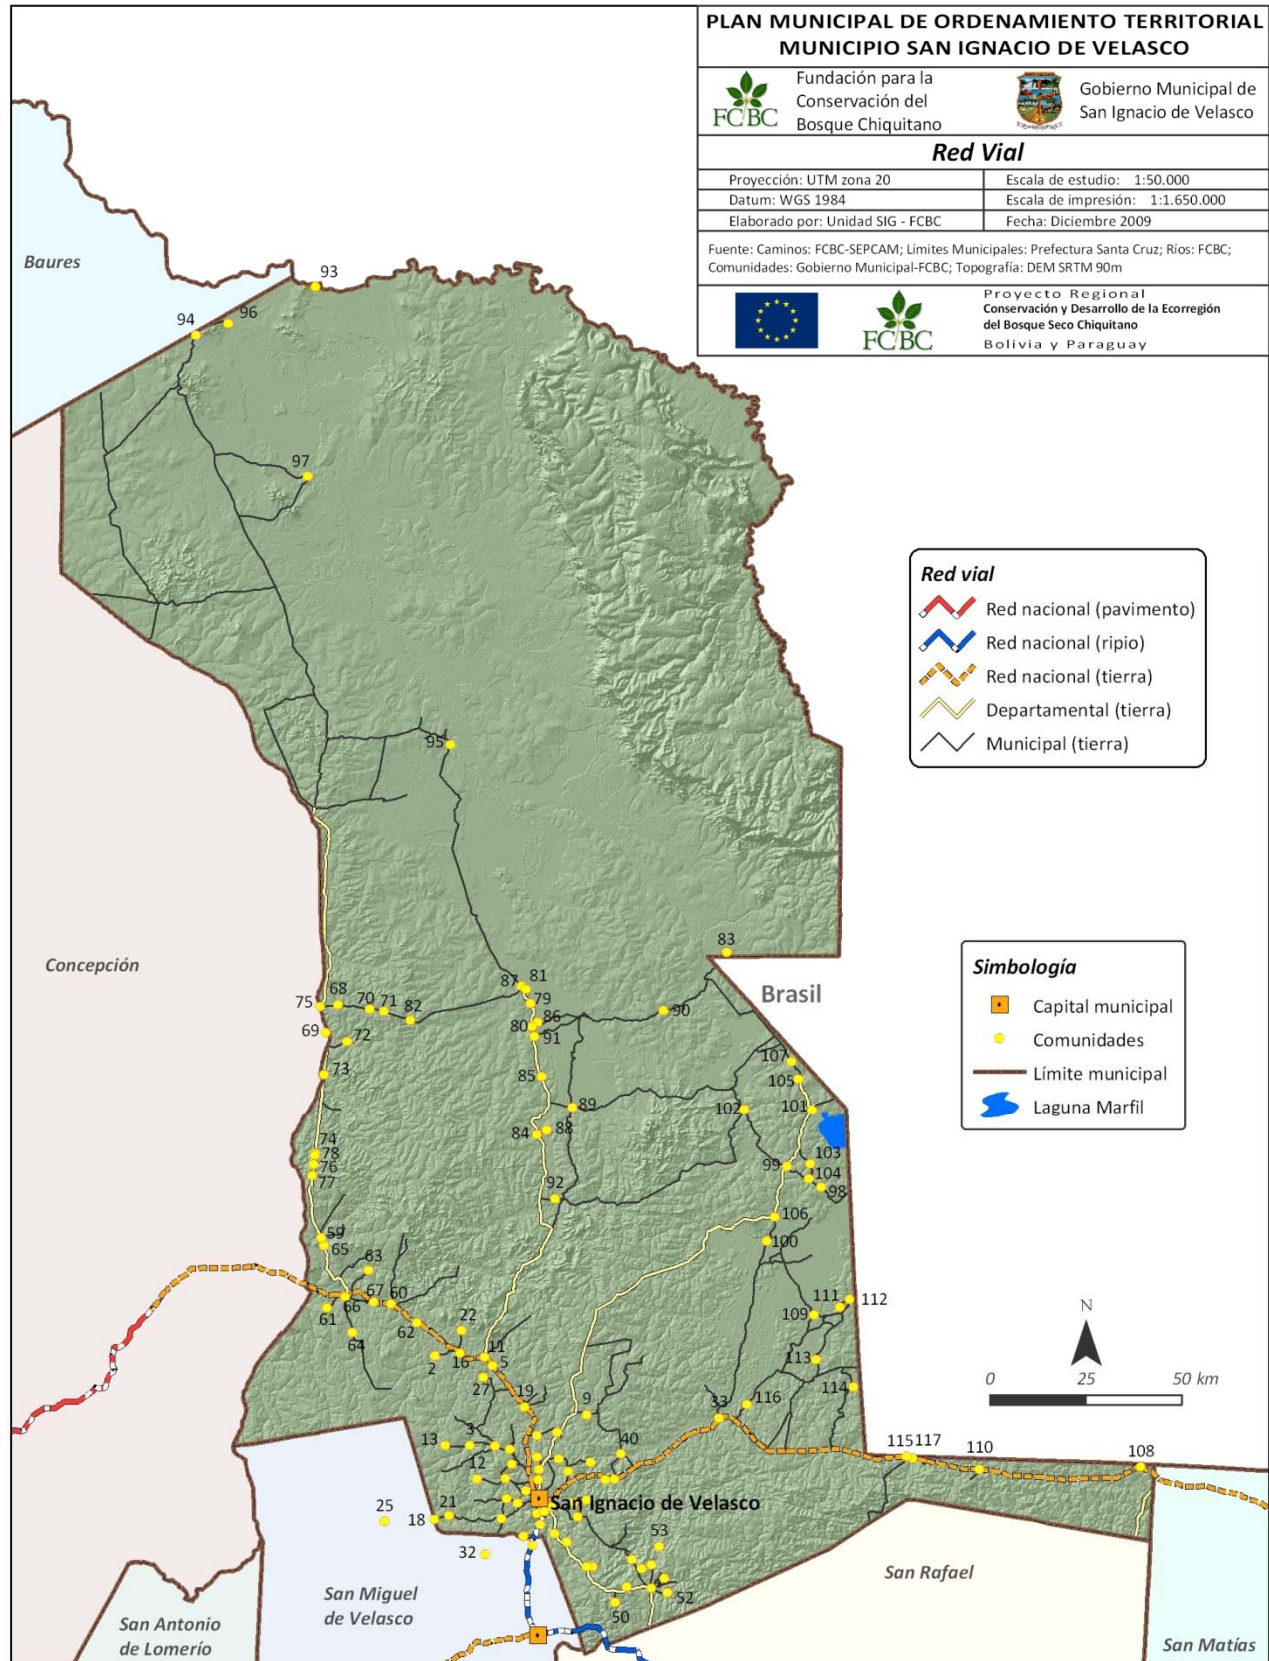 PLAN MUNICIPAL DE ORDENAMIENTO TERRITORIAL
MUNICIPIO SAN IGNACIO DE VELASCO
FCBC
Fundación para la
Conservación del
Bosque Chiquitano
Gobierno Municipal de
San Ignacio de Velasco
Red Vial
Proyección: UTM zona 20
Escala de estudio: 1:50.000
Datum: WGS 1984
Escala de impresión: 1:1.650.000
Elaborado por: Unidad SIG - FCBC
Fecha: Diciembre 2009
Fuente: Caminos: FCBC-SEPCAM; Límites Municipales: Prefectura Santa Cruz; Ríos: FCBC;
Comunidades: Gobierno Municipal-FCBC; Topografía: DEM SRTM 90m
FCBC
Proyecto Regional
Conservación y Desarrollo de la Ecorregión
del Bosque Seco Chiquitano
Bolivia y Paraguay
Baures
93
96
94
97
Red vial
Red nacional (pavimento)
Red nacional (ripio)
Red nacional (tierra)
Departamental (tierra)
Municipal (tierra)
95
83
Concepción
Brasil
Simbología
Capital municipal
Comunidades
Límite municipal
Laguna Marfil
87
81
75
68
70
71
82
79
86
80
90
91
69
72
73
85
107
105
89
102
101
84
88
74
78
76
77
103
104
99
98
92
106
59
65
100
63
67
60
66
61
62
64
22
2
16
11
5
27
19
9
111
112
109
113
114
116
33
N
0
25
50 km
13
3
12
40
115
117
110
108
San Ignacio de Velasco
25
18
21
32
53
52
50
San Miguel
de Velasco
San Rafael
San Antonio
de Lomerío
San Matías